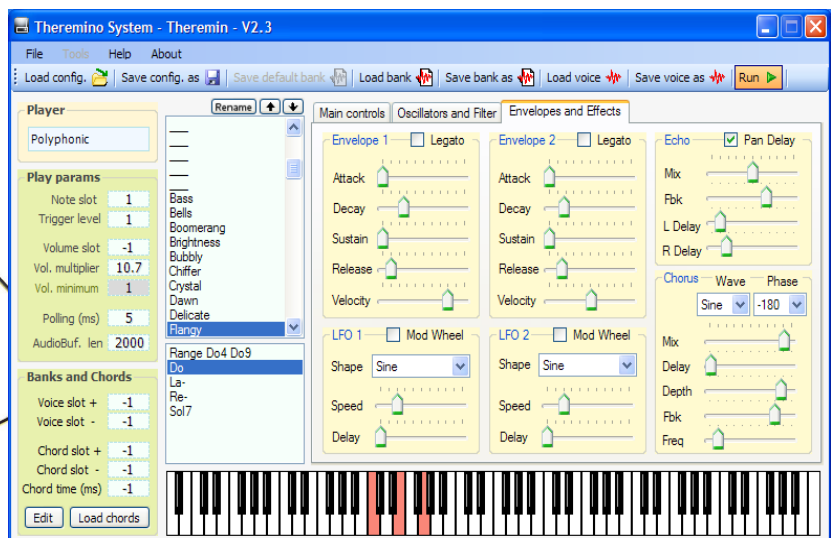 Theremino System - Theremin - V2.3
File Tools Help About
Load config. Save config. as Save default bank Load bank Save bank as Load voice Save voice as Run
Player
Polyphonic
Play params
Note slot 1
Trigger level 1
Volume slot -1
Vol. multiplier 10.7
Vol. minimum 1
Polling (ms) 5
AudioBuf. len 2000
Banks and Chords
Voice slot + -1
Voice slot - -1
Chord slot + -1
Chord slot - -1
Chord time (ms) -1
Edit Load chords
Rename
Bass
Bells
Boomerang
Brightness
Bubbly
Chiffer
Crystal
Dawn
Delicate
Flangy
Range Do4 Do9
Do
La-
Re-
Sol7
Main controls Oscillators and Filter Envelopes and Effects
Envelope 1 Legato
Attack
Decay
Sustain
Release
Velocity
Envelope 2 Legato
Attack
Decay
Sustain
Release
Velocity
Echo Pan Delay
Mix
Fbk
L Delay
R Delay
LFO 1 Mod Wheel
Shape Sine
Speed
Delay
LFO 2 Mod Wheel
Shape Sine
Speed
Delay
Chorus Wave Phase
Sine -180
Mix
Delay
Depth
Fbk
Freq